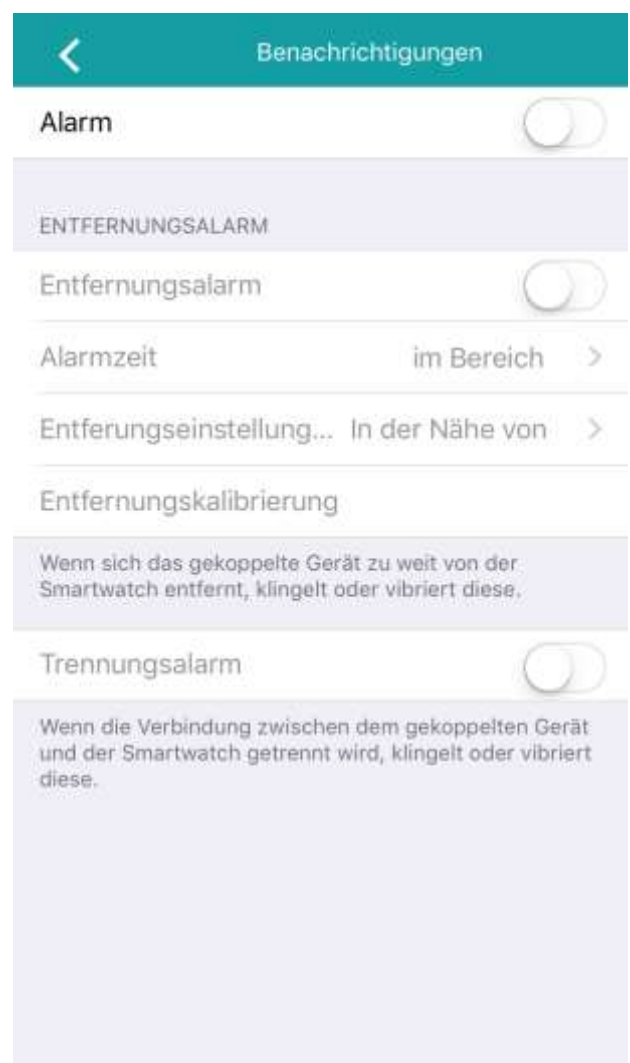 Benachrichtigungen
Alarm
ENTFERNUNGSALARM
Entfernungsalarm
Alarmzeit im Bereich
Entferungseinstellung... In der Nähe von
Entfernungskalibrierung
Wenn sich das gekoppelte Gerät zu weit von der
Smartwatch entfernt, klingelt oder vibriert diese.
Trennungsalarm
Wenn die Verbindung zwischen dem gekoppelten Gerät
und der Smartwatch getrennt wird, klingelt oder vibriert
diese.